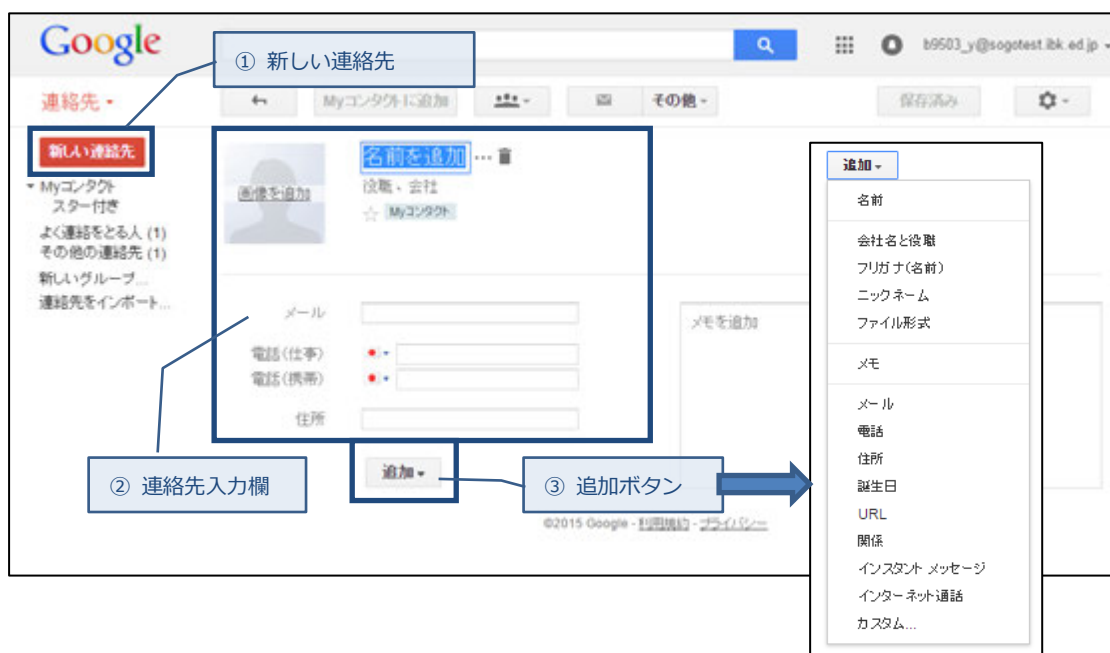 Google
① 新しい連絡先
b9503_y@sogotest.ibk.ed.jp
連絡先
Myコンタクトに追加
その他
保存済み
新しい連絡先
Myコンタクト
スター付き
よく連絡をとる人 (1)
その他の連絡先 (1)
新しいグループ...
連絡先をインポート...
画像を追加
名前を追加 ...
役職、会社
Myコンタクト
メール
電話(仕事)
電話(携帯)
住所
メモを追加
追加
② 連絡先入力欄
③ 追加ボタン
©2015 Google - 利用規約 - プライバシー
追加
名前
会社名と役職
フリガナ(名前)
ニックネーム
ファイル形式
メモ
メール
電話
住所
誕生日
URL
関係
インスタント メッセージ
インターネット通話
カスタム...